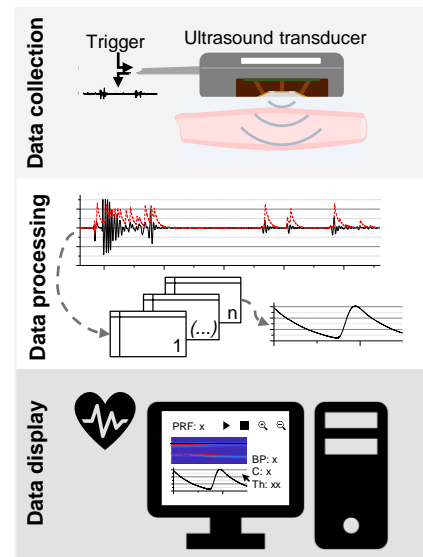 Data collection
Trigger
Ultrasound transducer
Data processing
1
(...)
n
Data display
PRF: x
BP: x
C: x
Th: xx